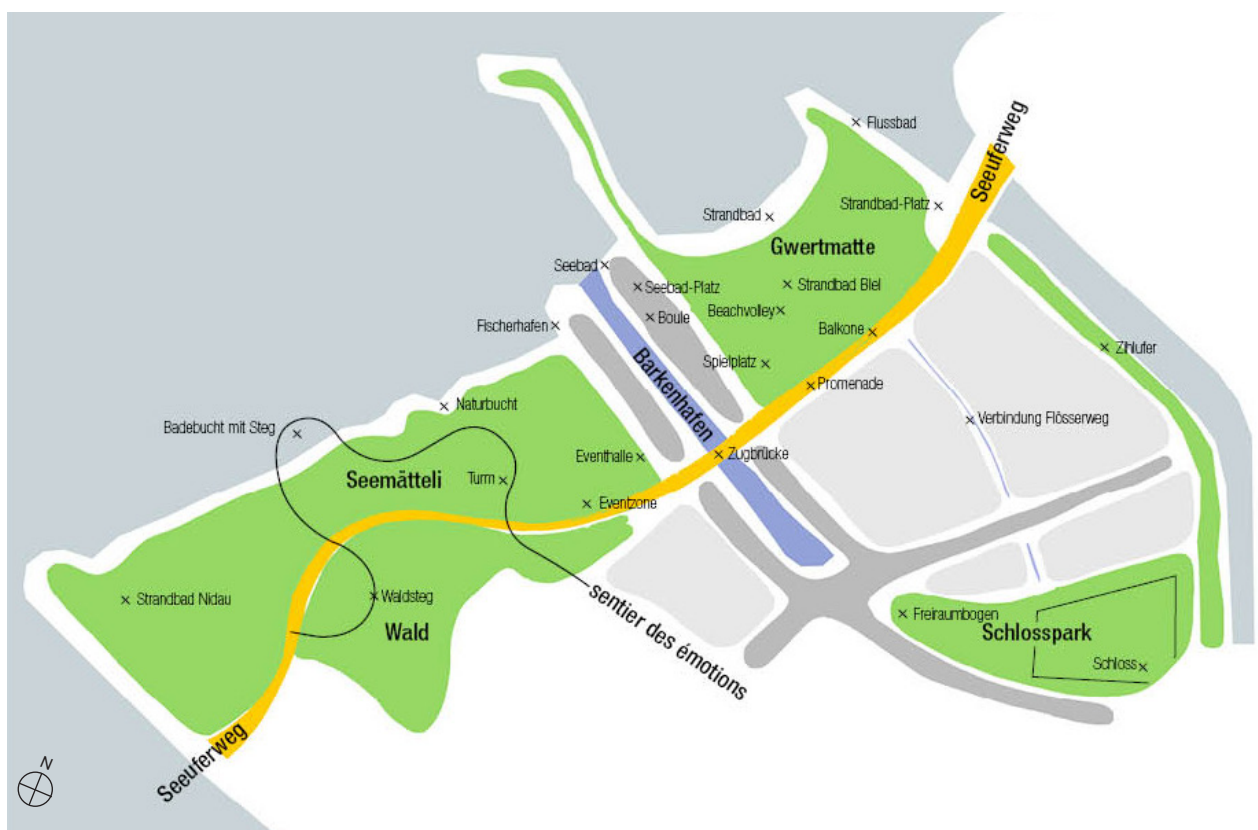 Flussbad
Seeuferweg
Strandbad
Strandbad-Platz
Gwertmatte
Seebad
Seebad-Platz
Strandbad Biel
Beachvolley
Boule
Fischerhafen
Balkone
Zihlufer
Barkenhafen
Spielplatz
Promenade
Naturbucht
Verbindung Flösserweg
Badebucht mit Steg
Eventhalle
Zugbrücke
Seemätteli
Turm
Eventzone
Strandbad Nidau
Waldsteg
sentier des émotions
Freiraumbogen
Wald
Schlosspark
Schloss
Seeuferweg
N